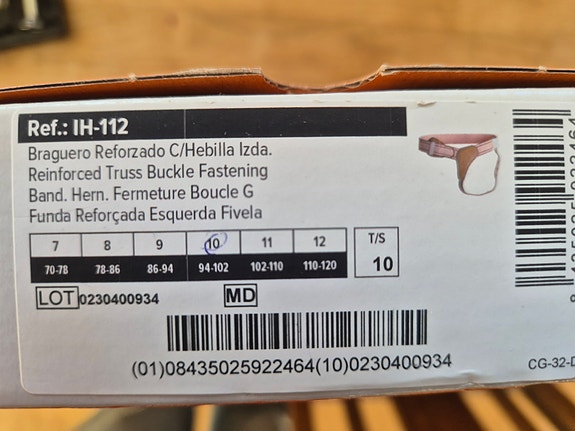 Ref.: IH-112
Braguero Reforzado C/Hebilla Izda.
Reinforced Truss Buckle Fastening
Band. Hern. Fermeture Boucle G
Funda Reforçada Esquerda Fivela
7 8 9 10 11 12 T/S
70-78 78-86 86-94 94-102 102-110 110-120 10
LOT 0230400934 MD
(01)08435025922464(10)0230400934
CG-32-